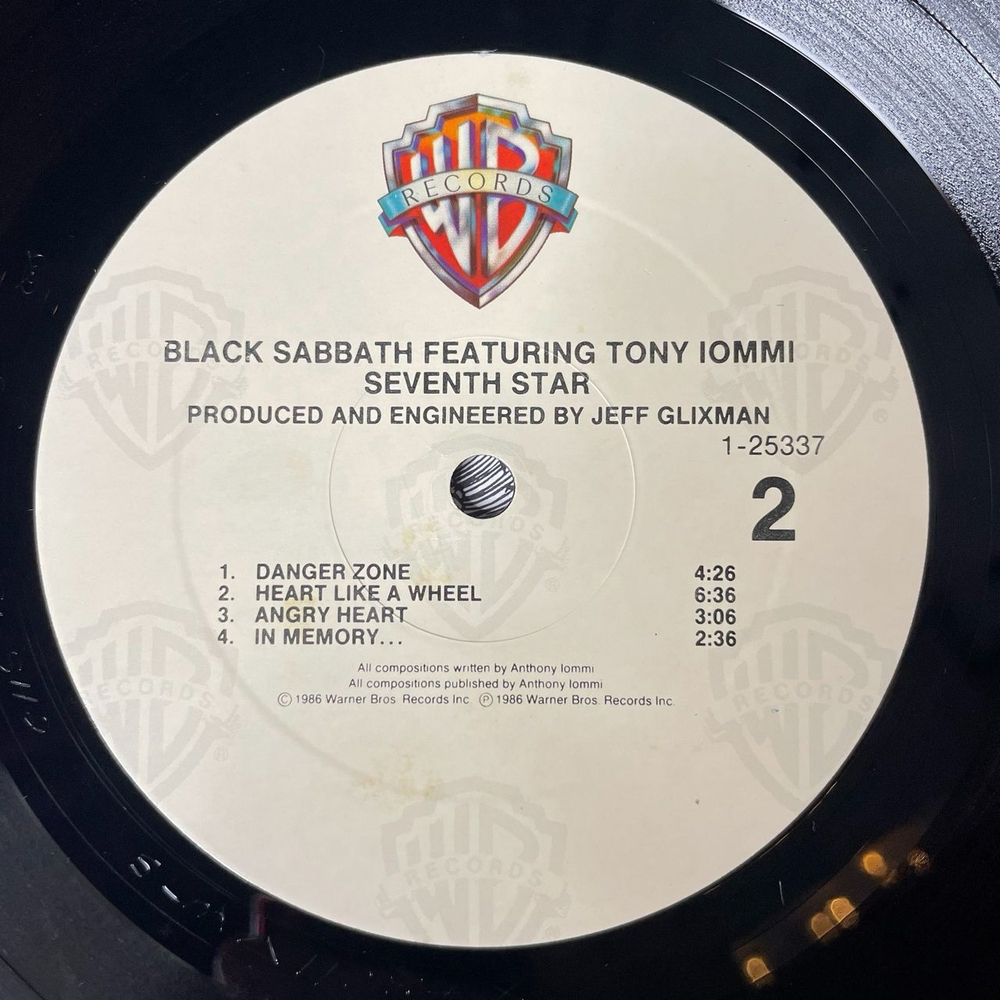 WB
RECORDS
BLACK SABBATH FEATURING TONY IOMMI
SEVENTH STAR
PRODUCED AND ENGINEERED BY JEFF GLIXMAN
1-25337
2
1. DANGER ZONE 4:26
2. HEART LIKE A WHEEL 6:36
3. ANGRY HEART 3:06
4. IN MEMORY... 2:36
All compositions written by Anthony Iommi
All compositions published by Anthony Iommi
© 1986 Warner Bros. Records Inc. ℗ 1986 Warner Bros. Records Inc.